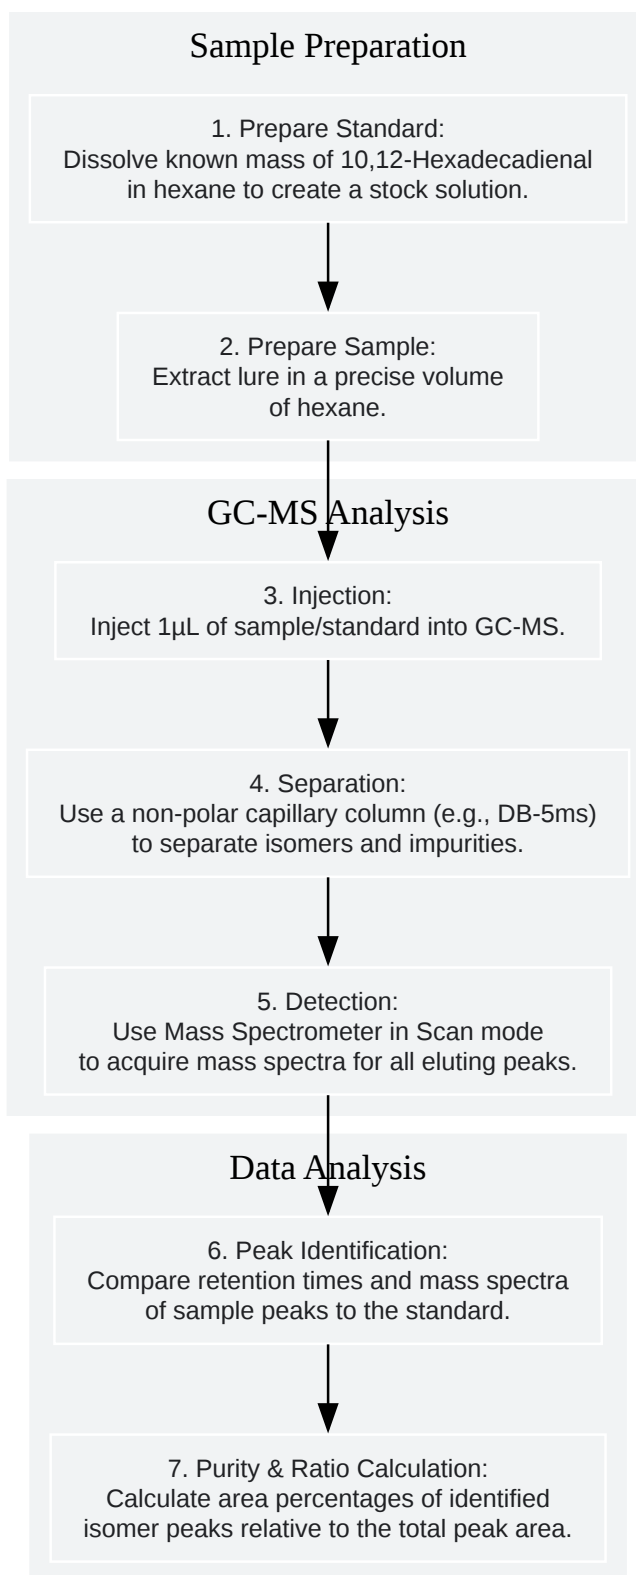 Sample Preparation
1. Prepare Standard:
Dissolve known mass of 10,12-Hexadecadienal
in hexane to create a stock solution.
2. Prepare Sample:
Extract lure in a precise volume
of hexane.
GC-MS Analysis
3. Injection:
Inject 1µL of sample/standard into GC-MS.
4. Separation:
Use a non-polar capillary column (e.g., DB-5ms)
to separate isomers and impurities.
5. Detection:
Use Mass Spectrometer in Scan mode
to acquire mass spectra for all eluting peaks.
Data Analysis
6. Peak Identification:
Compare retention times and mass spectra
of sample peaks to the standard.
7. Purity & Ratio Calculation:
Calculate area percentages of identified
isomer peaks relative to the total peak area.